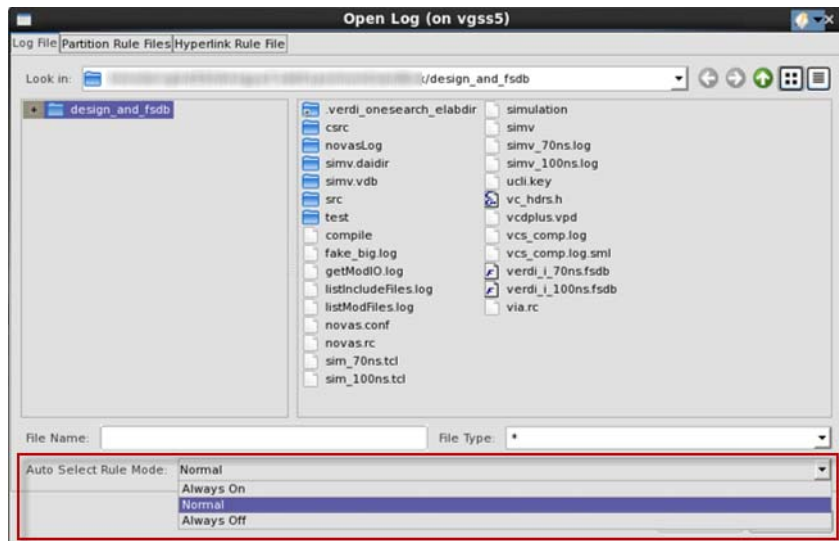 Open Log (on vgss5)
Log File Partition Rule Files Hyperlink Rule File
Look in: /design_and_fsdb
design_and_fsdb
.verdi_onesearch_elabdir
csrc
novasLog
simv.daidir
simv.vdb
src
test
compile
fake_big.log
getModIO.log
listIncludeFiles.log
listModFiles.log
novas.conf
novas.rc
sim_70ns.tcl
sim_100ns.tcl
simulation
simv
simv_70ns.log
simv_100ns.log
ucli.key
vc_hdrs.h
vcdplus.vpd
vcs_comp.log
vcs_comp.log.sml
verdi_i_70ns.fsdb
verdi_i_100ns.fsdb
via.rc
File Name: File Type: *
Auto Select Rule Mode: Normal
Always On
Normal
Always Off